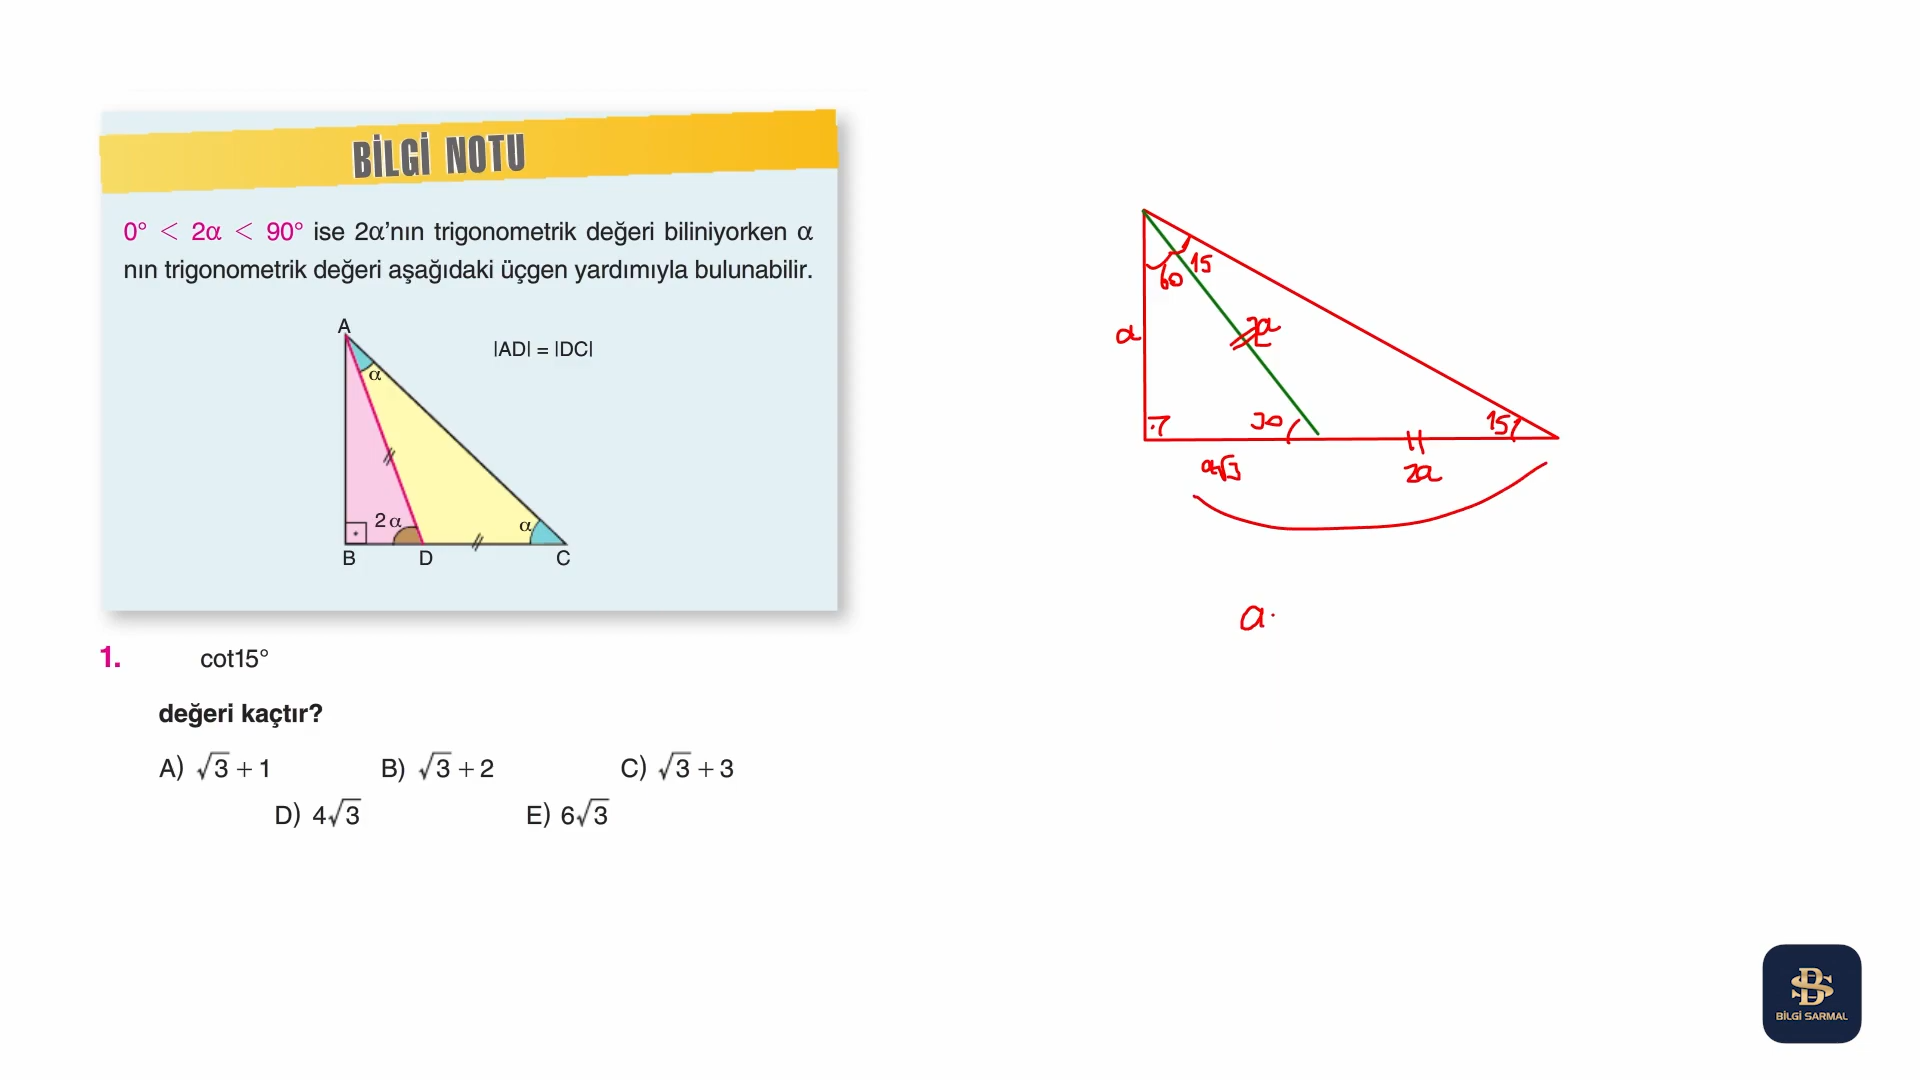 BİLGİ NOTU
0° < 2α < 90° ise 2α’nın trigonometrik değeri biliniyorken α
nın trigonometrik değeri aşağıdaki üçgen yardımıyla bulunabilir.
A
|AD| = |DC|
α
2α
α
B
D
C
1. cot15°
değeri kaçtır?
A) √3 + 1 B) √3 + 2 C) √3 + 3
D) 4√3 E) 6√3
15
60
a
2a
30
15
a√3
2a
a·
BS
BİLGİ SARMAL